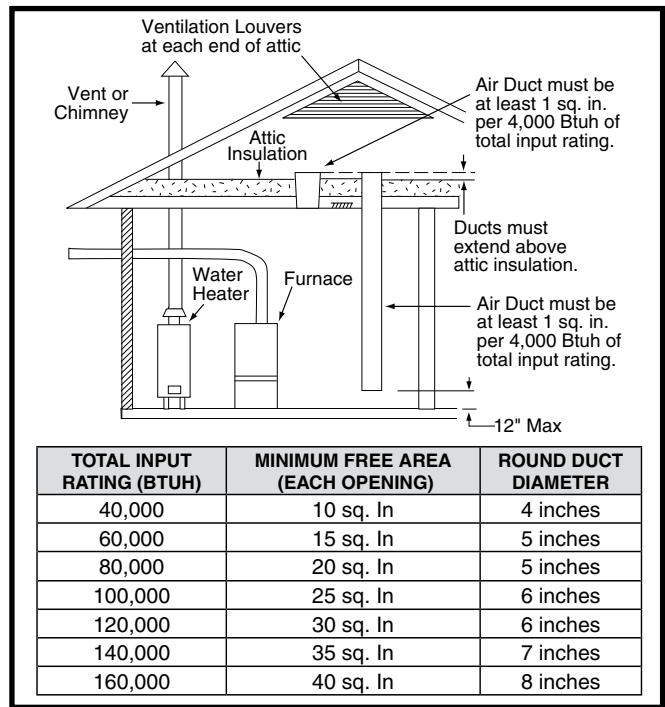 Ventilation Louvers
at each end of attic
Vent or
Chimney
Air Duct must be
at least 1 sq. in.
per 4,000 Btuh of
total input rating.
Attic
Insulation
Ducts must
extend above
attic insulation.
Water
Heater
Furnace
Air Duct must be
at least 1 sq. in.
per 4,000 Btuh of
total input rating.
12" Max
TOTAL INPUT MINIMUM FREE AREA ROUND DUCT
RATING (BTUH) (EACH OPENING) DIAMETER
40,000 10 sq. In 4 inches
60,000 15 sq. In 5 inches
80,000 20 sq. In 5 inches
100,000 25 sq. In 6 inches
120,000 30 sq. In 6 inches
140,000 35 sq. In 7 inches
160,000 40 sq. In 8 inches